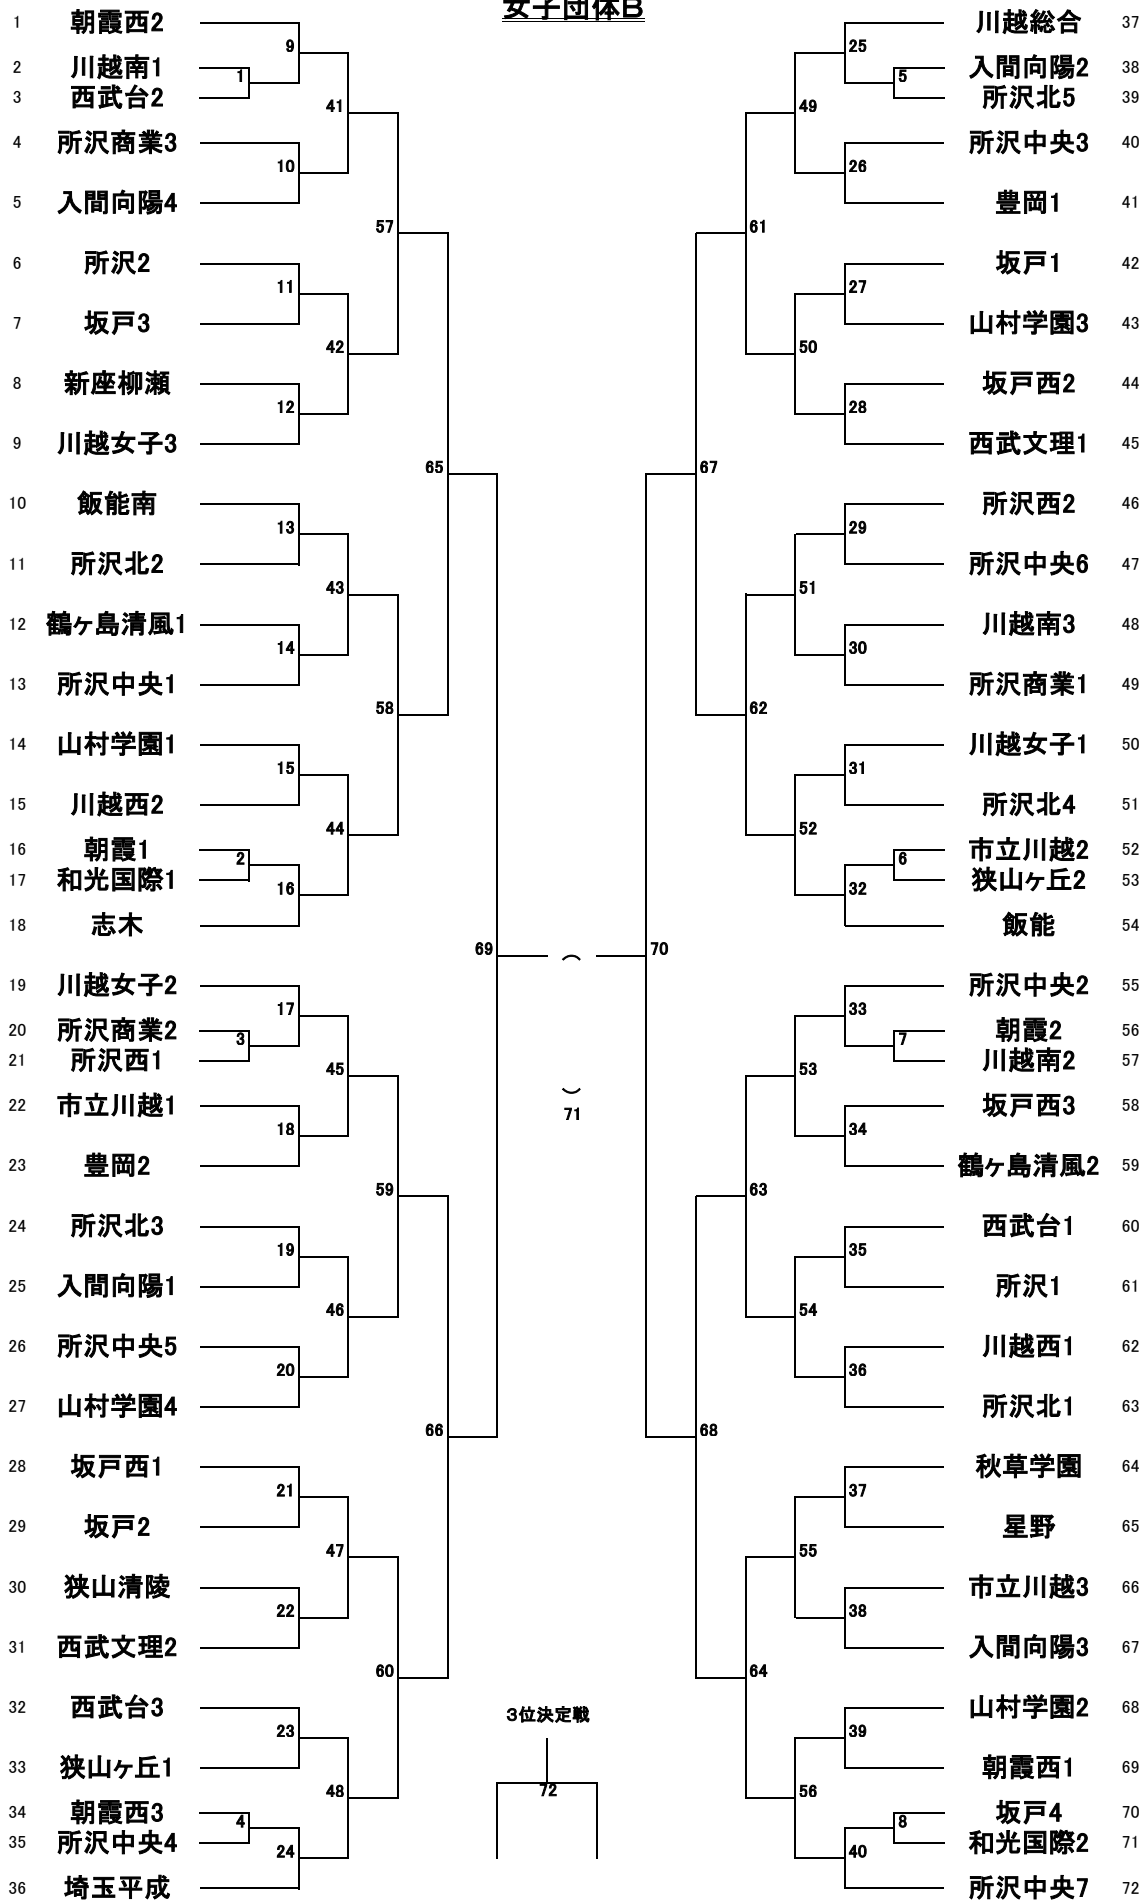 女子団体B
1 朝霞西2
2 川越南1
3 西武台2
4 所沢商業3
5 入間向陽4
6 所沢2
7 坂戸3
8 新座柳瀬
9 川越女子3
10 飯能南
11 所沢北2
12 鶴ヶ島清風1
13 所沢中央1
14 山村学園1
15 川越西2
16 朝霞1
17 和光国際1
18 志木
19 川越女子2
20 所沢商業2
21 所沢西1
22 市立川越1
23 豊岡2
24 所沢北3
25 入間向陽1
26 所沢中央5
27 山村学園4
28 坂戸西1
29 坂戸2
30 狭山清陵
31 西武文理2
32 西武台3
33 狭山ヶ丘1
34 朝霞西3
35 所沢中央4
36 埼玉平成
1
2
3
4
9
10
11
12
13
14
15
16
17
18
19
20
21
22
23
24
41
42
43
44
45
46
47
48
57
58
59
60
65
66
69
( )
71
3位決定戦
72
70
67
68
61
62
63
64
49
50
51
52
53
54
55
56
25
26
27
28
29
30
31
32
33
34
35
36
37
38
39
40
5
6
7
8
川越総合 37
入間向陽2 38
所沢北5 39
所沢中央3 40
豊岡1 41
坂戸1 42
山村学園3 43
坂戸西2 44
西武文理1 45
所沢西2 46
所沢中央6 47
川越南3 48
所沢商業1 49
川越女子1 50
所沢北4 51
市立川越2 52
狭山ヶ丘2 53
飯能 54
所沢中央2 55
朝霞2 56
川越南2 57
坂戸西3 58
鶴ヶ島清風2 59
西武台1 60
所沢1 61
川越西1 62
所沢北1 63
秋草学園 64
星野 65
市立川越3 66
入間向陽3 67
山村学園2 68
朝霞西1 69
坂戸4 70
和光国際2 71
所沢中央7 72